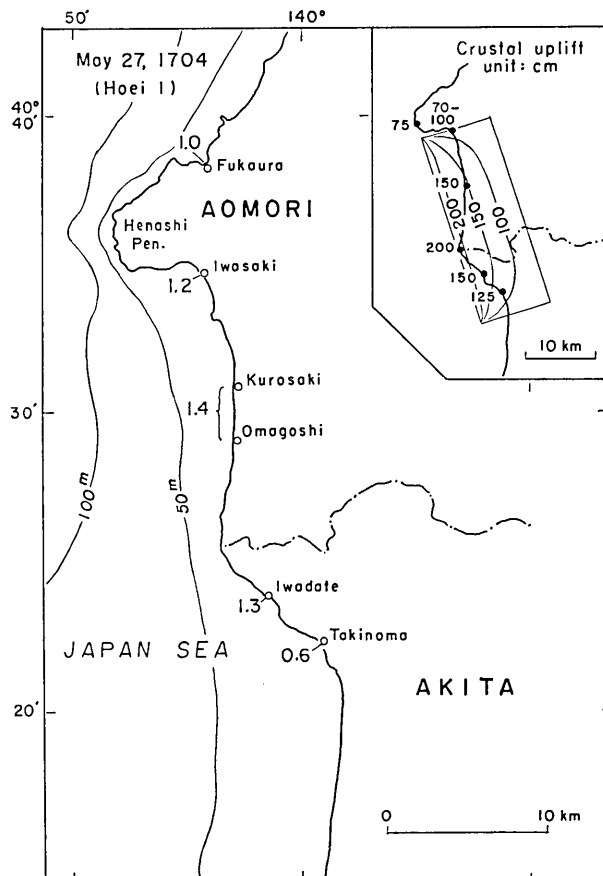 50´
140°
May 27, 1704
(Hoei 1)
40°
40´
1.0
Fukaura
AOMORI
Henashi
Pen.
Iwasaki
1.2
Kurosaki
1.4
Omagoshi
30´
100m
50m
Iwadate
1.3
Takinoma
0.6
JAPAN SEA
AKITA
20´
0 10 km
Crustal uplift
unit: cm
70-
100
75
150
200
150
100
200
150
125
10 km